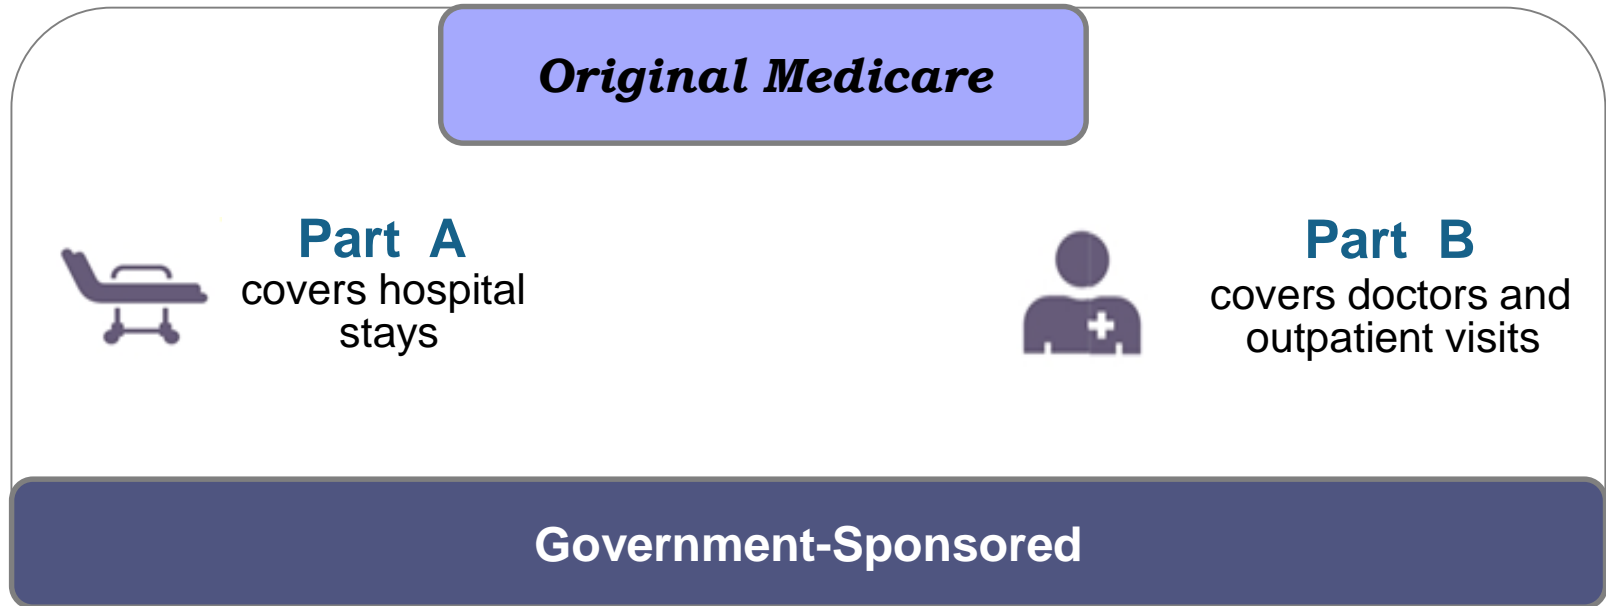 Original Medicare
Part A
covers hospital
stays
Part B
covers doctors and
outpatient visits
Government-Sponsored